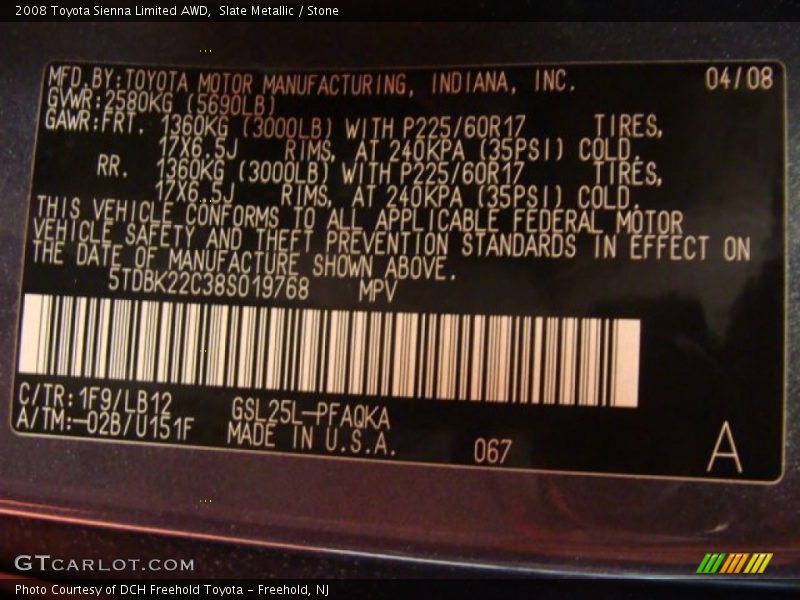 2008 Toyota Sienna Limited AWD,  Slate Metallic / Stone
MFD.BY:TOYOTA MOTOR MANUFACTURING, INDIANA, INC. 04/08
GVWR:2580KG (5690LB)
GAWR:FRT. 1360KG (3000LB) WITH P225/60R17 TIRES,
17X6.5J RIMS, AT 240KPA (35PSI) COLD.
RR. 1360KG (3000LB) WITH P225/60R17 TIRES,
17X6.5J RIMS, AT 240KPA (35PSI) COLD.
THIS VEHICLE CONFORMS TO ALL APPLICABLE FEDERAL MOTOR
VEHICLE SAFETY AND THEFT PREVENTION STANDARDS IN EFFECT ON
THE DATE OF MANUFACTURE SHOWN ABOVE.
5TDBK22C38S019768 MPV
C/TR:1F9/LB12 GSL25L-PFAQKA
A/TM:-02B/U151F MADE IN U.S.A. 067 A
GTCARLOT.COM
Photo Courtesy of DCH Freehold Toyota - Freehold, NJ